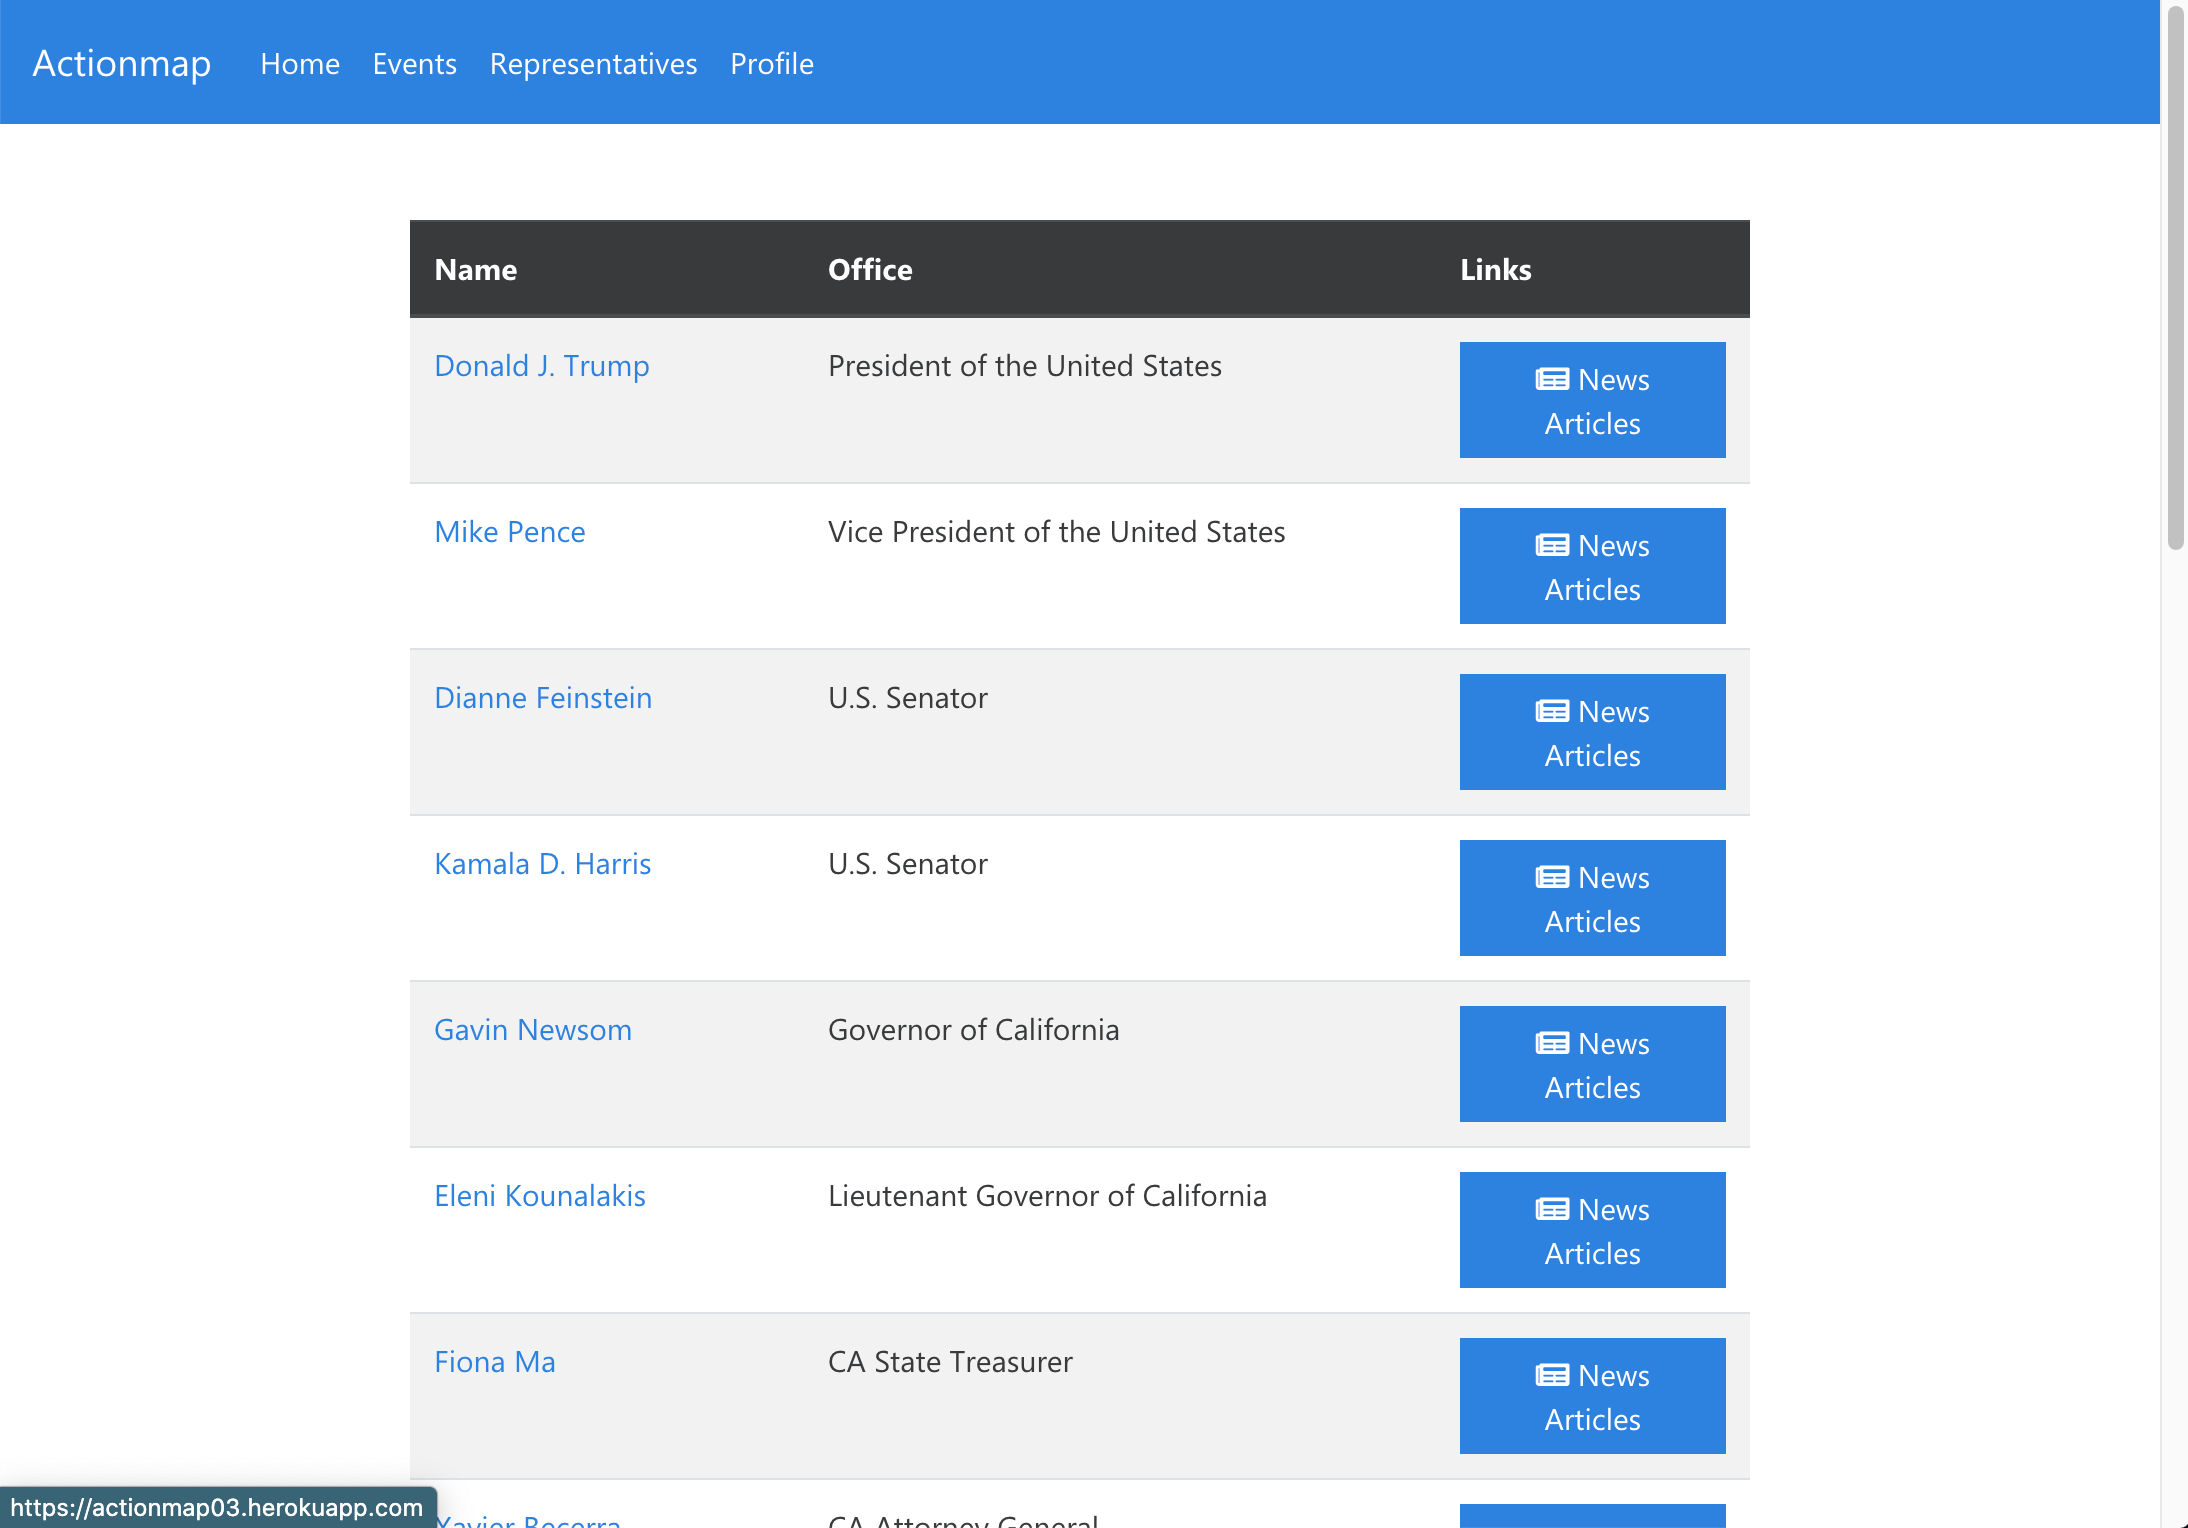 Actionmap Home Events Representatives Profile
Name Office Links
Donald J. Trump President of the United States News
Articles
Mike Pence Vice President of the United States News
Articles
Dianne Feinstein U.S. Senator News
Articles
Kamala D. Harris U.S. Senator News
Articles
Gavin Newsom Governor of California News
Articles
Eleni Kounalakis Lieutenant Governor of California News
Articles
Fiona Ma CA State Treasurer News
Articles
https://actionmap03.herokuapp.com
Xavier Becerra CA Attorney General